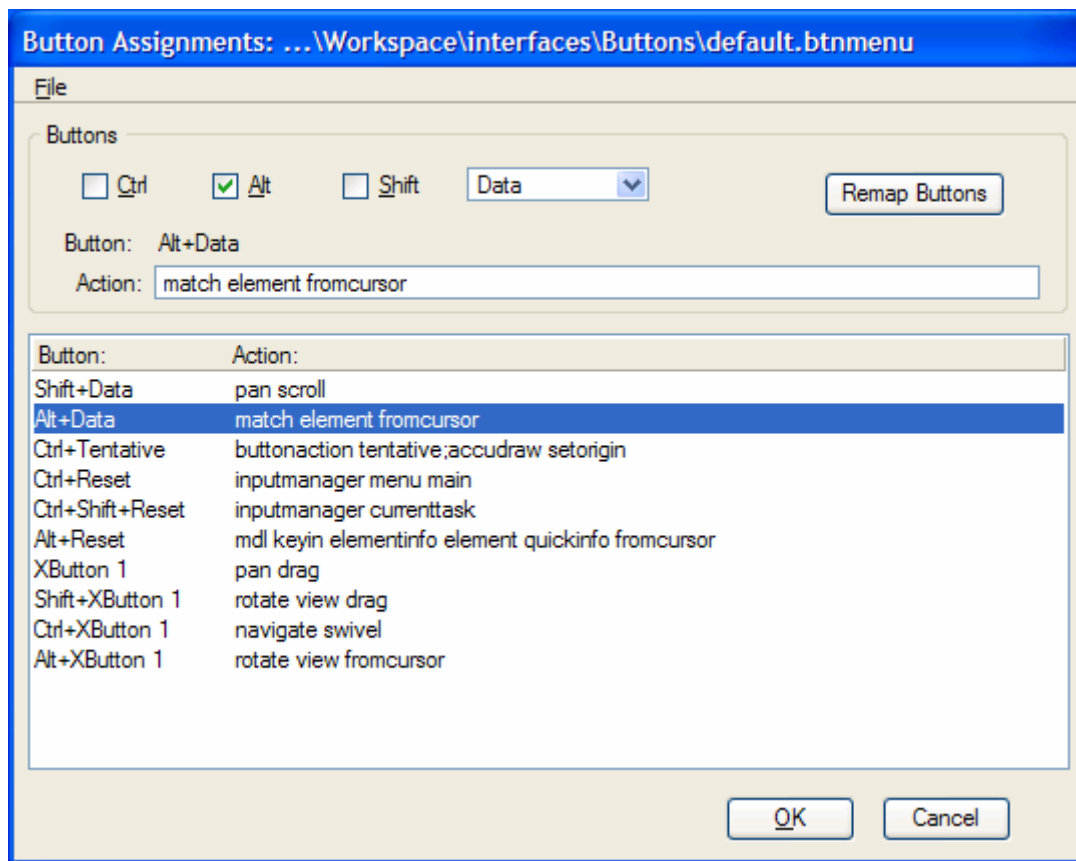 Button Assignments: ...\Workspace\interfaces\Buttons\default.btnmenu
File
Buttons
Ctrl Alt Shift Data Remap Buttons
Button: Alt+Data
Action: match element fromcursor
Button: Action:
Shift+Data pan scroll
Alt+Data match element fromcursor
Ctrl+Tentative buttonaction tentative;accudraw setorigin
Ctrl+Reset inputmanager menu main
Ctrl+Shift+Reset inputmanager currenttask
Alt+Reset mdl keyin elementinfo element quickinfo fromcursor
XButton 1 pan drag
Shift+XButton 1 rotate view drag
Ctrl+XButton 1 navigate swivel
Alt+XButton 1 rotate view fromcursor
OK Cancel